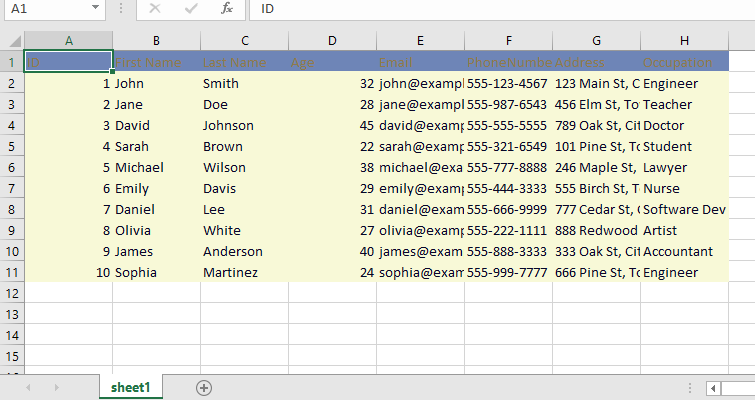 A1 fx ID
A B C D E F G H
1 ID First Name Last Name Age Email PhoneNumbe Address Occupation
2 1 John Smith 32 john@exampl 555-123-4567 123 Main St, C Engineer
3 2 Jane Doe 28 jane@exampl 555-987-6543 456 Elm St, To Teacher
4 3 David Johnson 45 david@examp 555-555-5555 789 Oak St, Cit Doctor
5 4 Sarah Brown 22 sarah@examp 555-321-6549 101 Pine St, To Student
6 5 Michael Wilson 38 michael@exa 555-777-8888 246 Maple St, Lawyer
7 6 Emily Davis 29 emily@examp 555-444-3333 555 Birch St, T Nurse
8 7 Daniel Lee 31 daniel@exam 555-666-9999 777 Cedar St, Software Dev
9 8 Olivia White 27 olivia@examp 555-222-1111 888 Redwood Artist
10 9 James Anderson 40 james@exam 555-888-3333 333 Oak St, Cit Accountant
11 10 Sophia Martinez 24 sophia@exam 555-999-7777 666 Pine St, To Engineer
12
13
14
15
sheet1